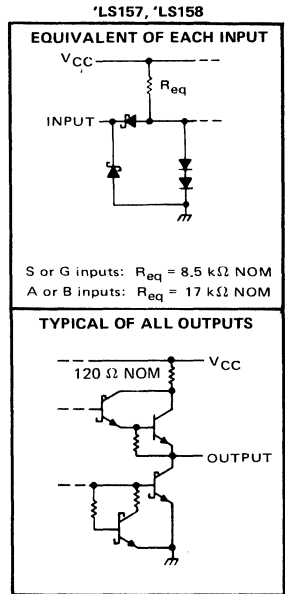 'LS157, 'LS158
EQUIVALENT OF EACH INPUT
VCC
Req
INPUT
S or G inputs: Req = 8.5 kΩ NOM
A or B inputs: Req = 17 kΩ NOM
TYPICAL OF ALL OUTPUTS
VCC
120 Ω NOM
OUTPUT